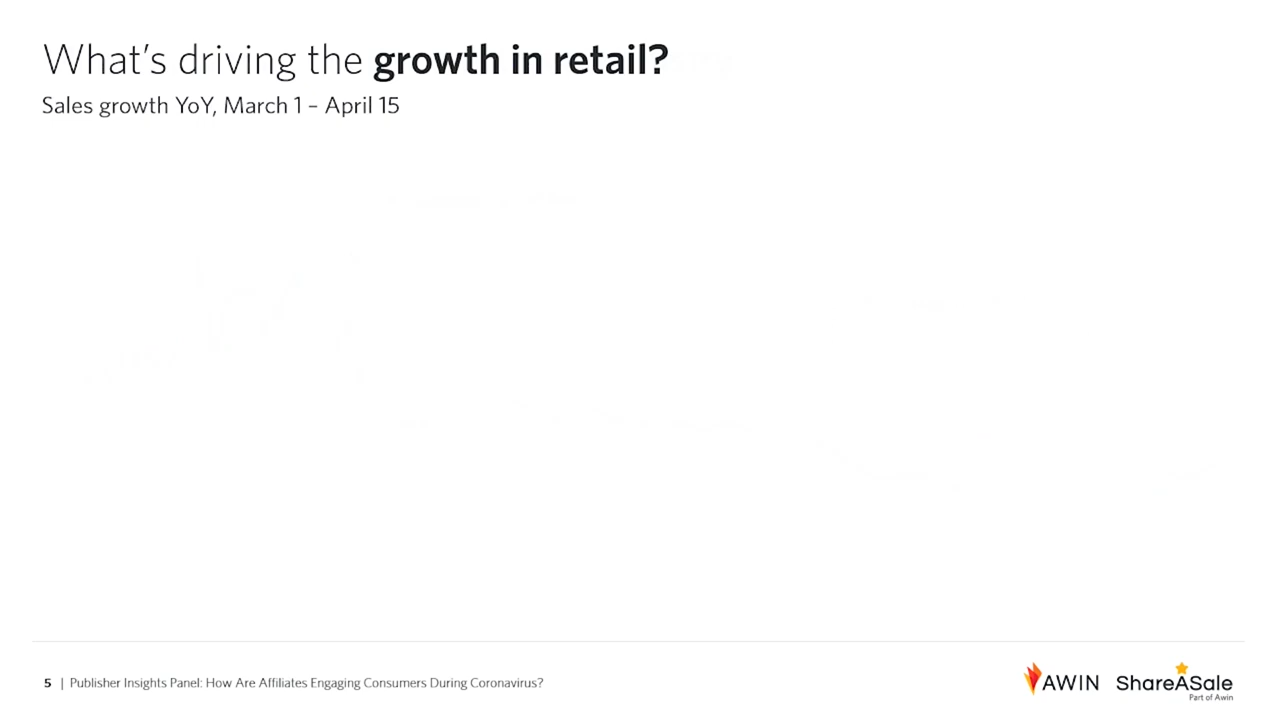 What's driving the growth in retail?
Sales growth YoY, March 1 – April 15
5 | Publisher Insights Panel: How Are Affiliates Engaging Consumers During Coronavirus?
AWIN
ShareASale
Part of Awin